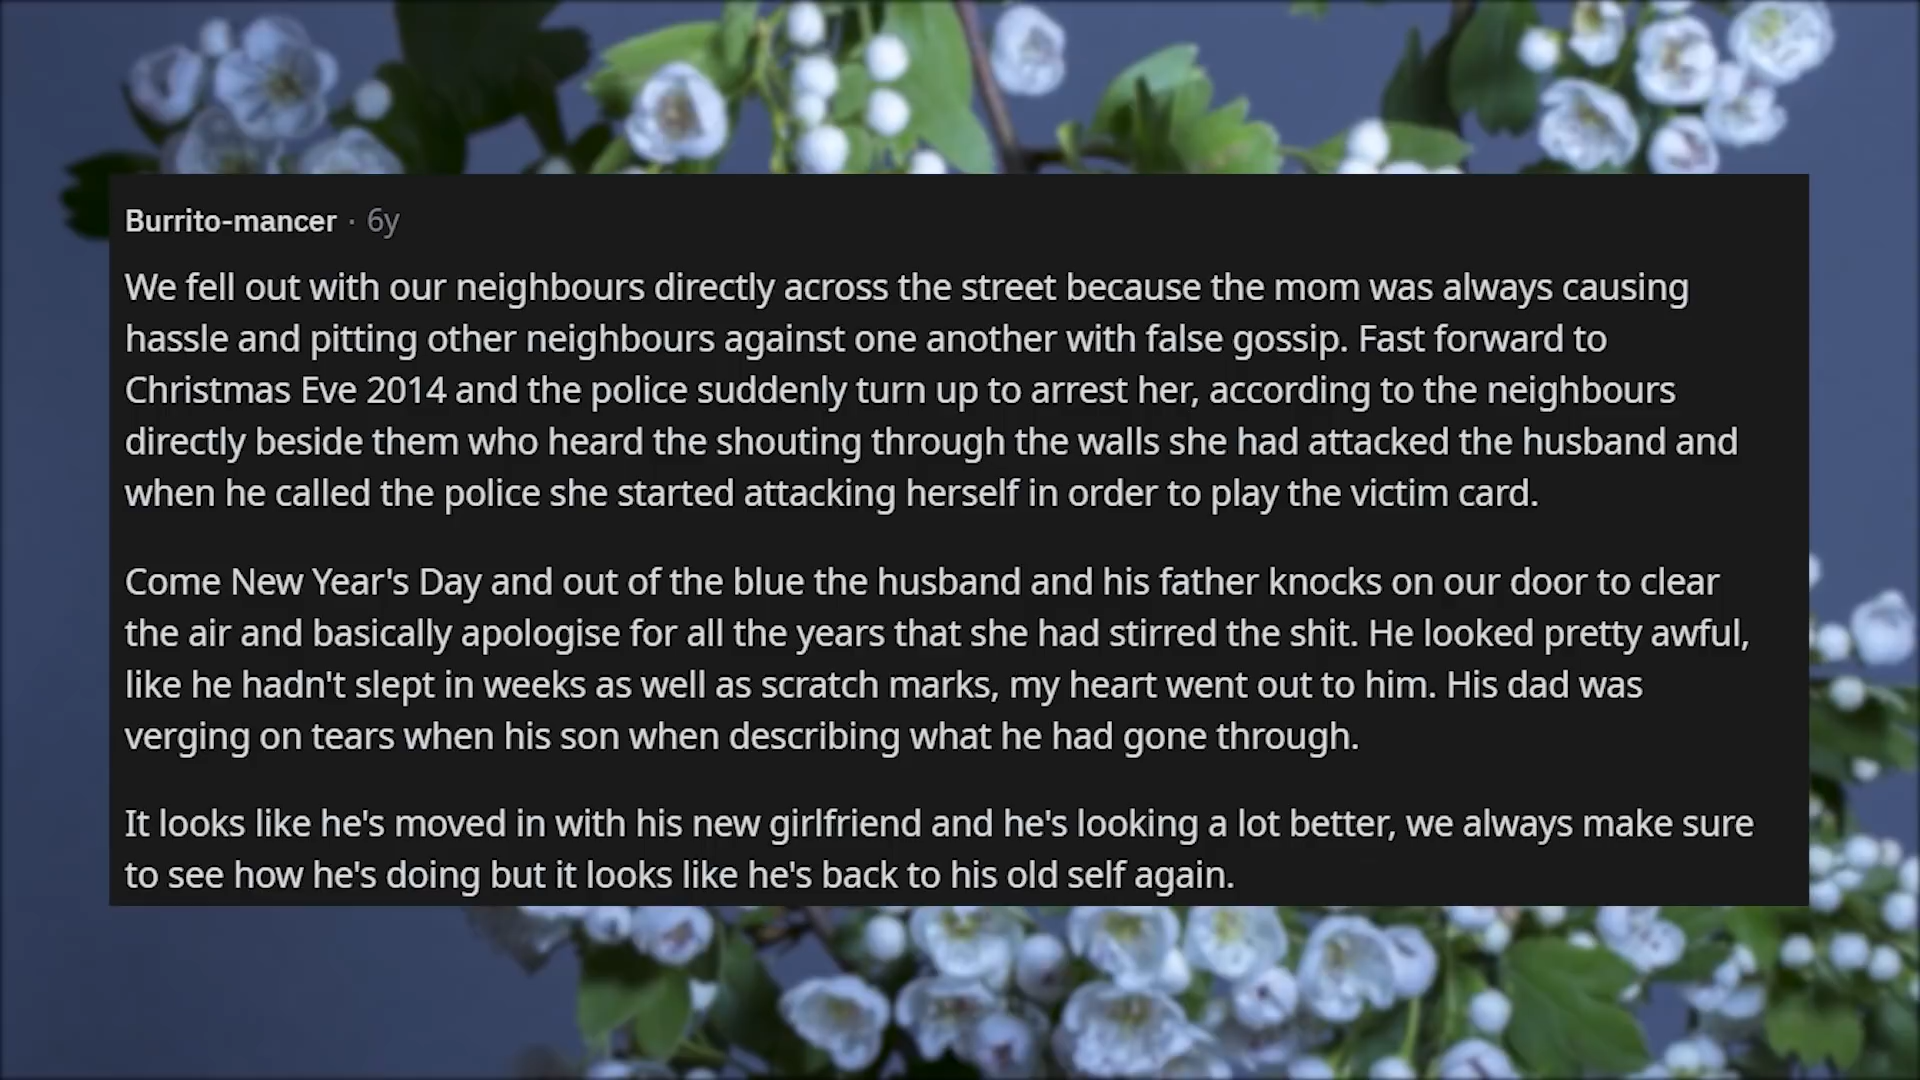 Burrito-mancer · 6y
We fell out with our neighbours directly across the street because the mom was always causing
hassle and pitting other neighbours against one another with false gossip. Fast forward to
Christmas Eve 2014 and the police suddenly turn up to arrest her, according to the neighbours
directly beside them who heard the shouting through the walls she had attacked the husband and
when he called the police she started attacking herself in order to play the victim card.
Come New Year's Day and out of the blue the husband and his father knocks on our door to clear
the air and basically apologise for all the years that she had stirred the shit. He looked pretty awful,
like he hadn't slept in weeks as well as scratch marks, my heart went out to him. His dad was
verging on tears when his son when describing what he had gone through.
It looks like he's moved in with his new girlfriend and he's looking a lot better, we always make sure
to see how he's doing but it looks like he's back to his old self again.